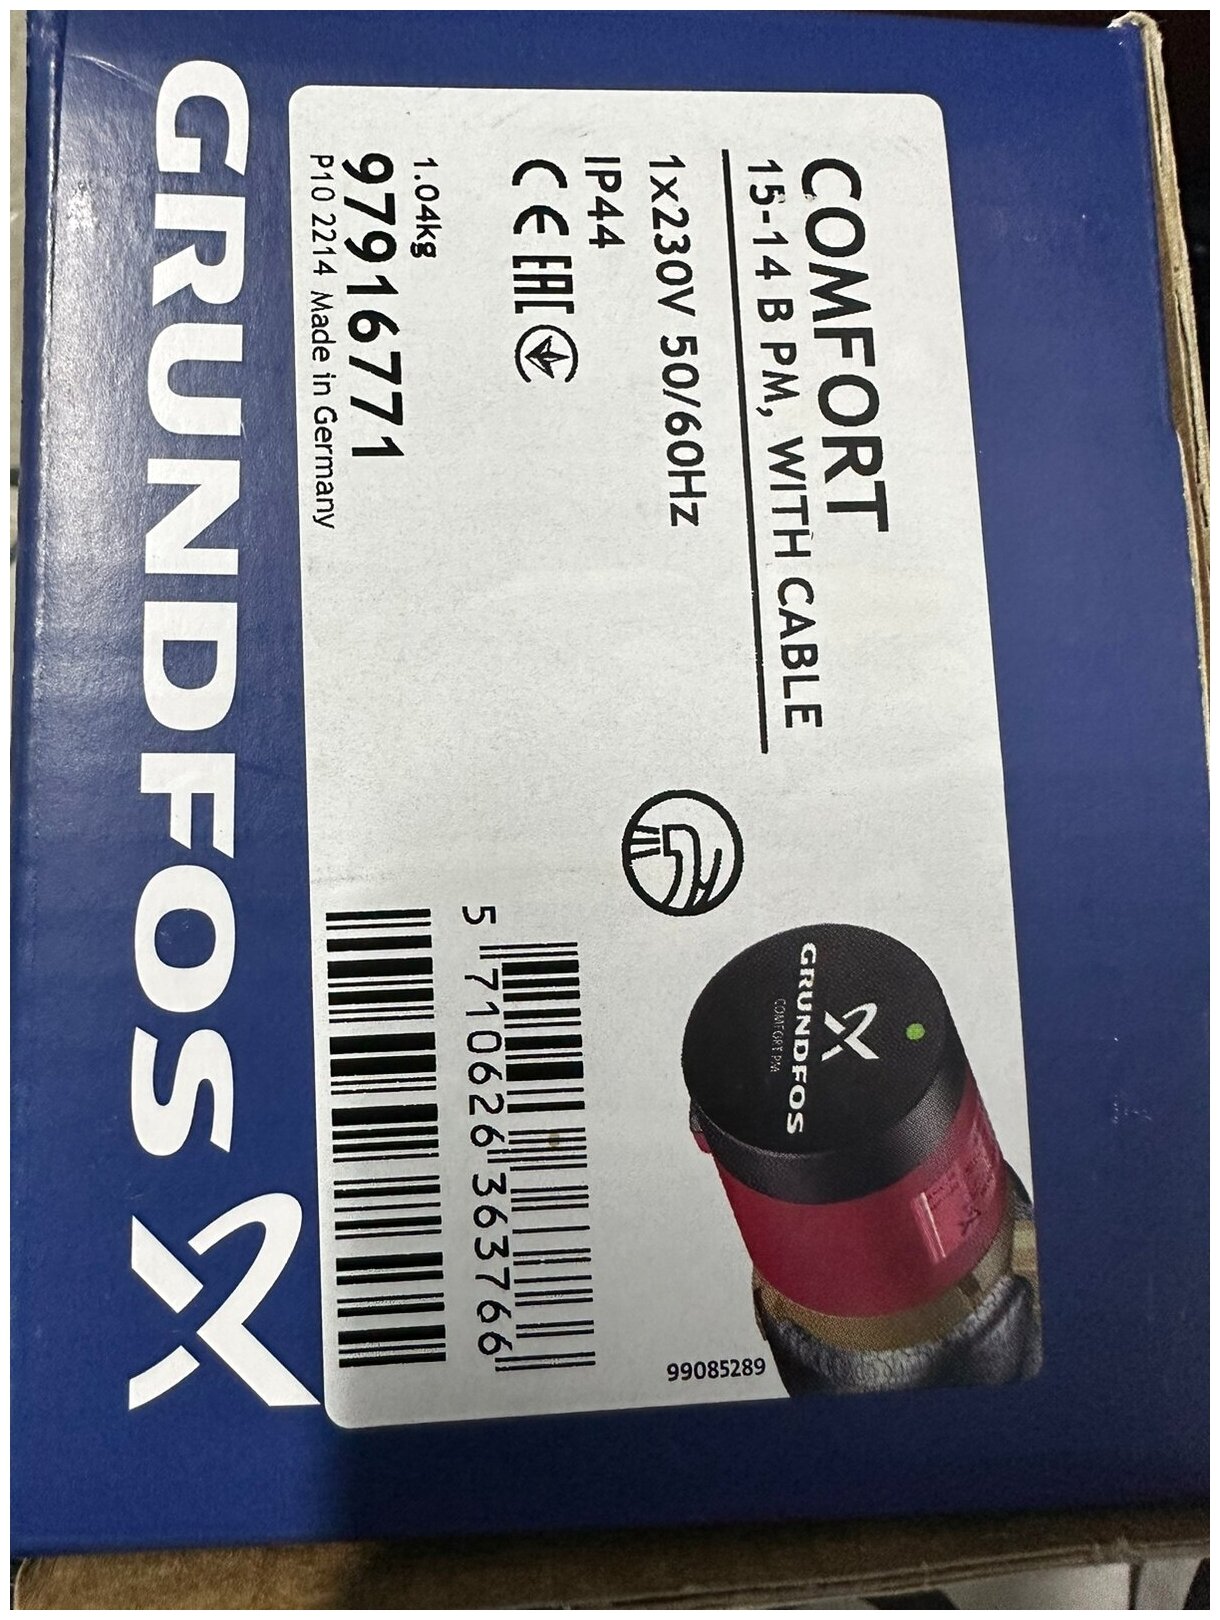 COMFORT
15-14 B PM, WITH CABLE
1x230V 50/60Hz
IP44
CE EAC
1.04kg
97916771
P10 2214 Made in Germany
GRUNDFOS
COMFORT PM
99085289
5 710626 363766
GRUNDFOS